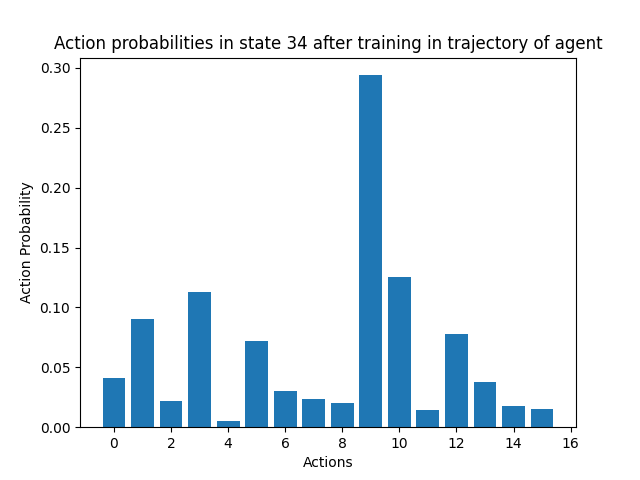 Action probabilities in state 34 after training in trajectory of agent
0.30
0.25
0.20
0.15
0.10
0.05
0.00
Action Probability
0 2 4 6 8 10 12 14 16
Actions